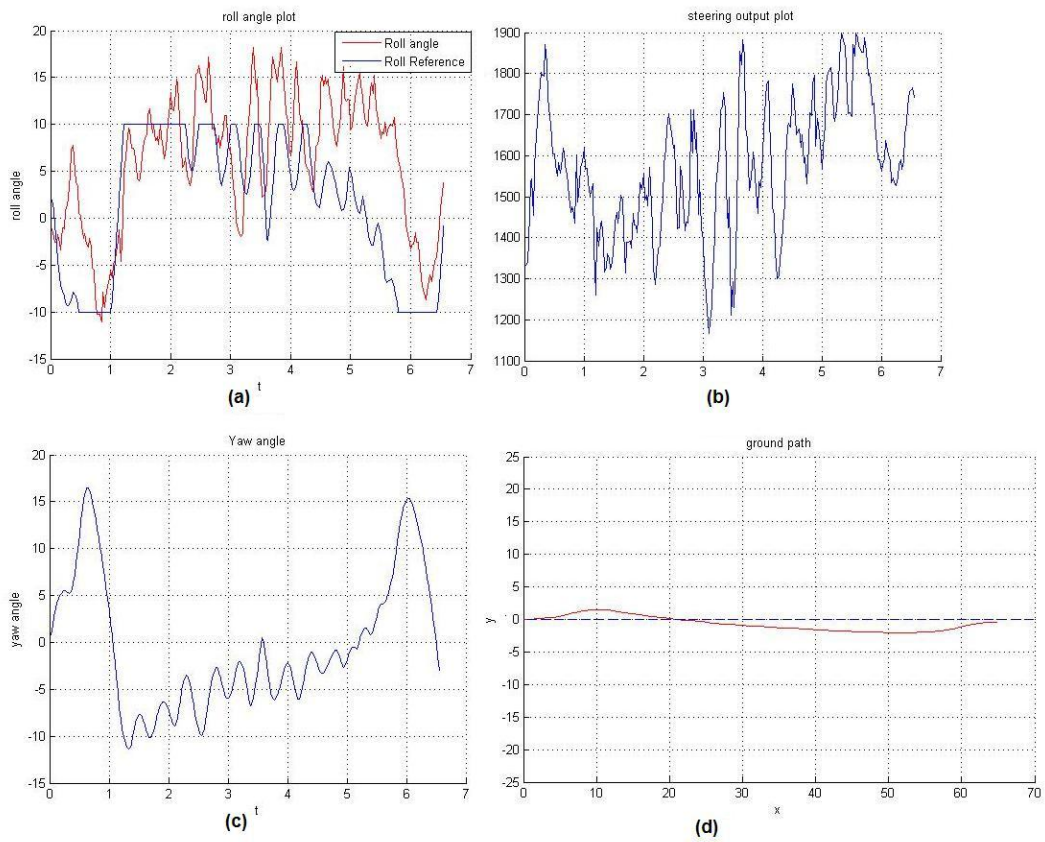 roll angle plot
Roll angle
Roll Reference
roll angle
20
15
10
5
0
-5
-10
-15
0 1 2 3 4 5 6 7
t
(a)
steering output plot
1900
1800
1700
1600
1500
1400
1300
1200
1100
0 1 2 3 4 5 6 7
(b)
Yaw angle
yaw angle
20
15
10
5
0
-5
-10
-15
0 1 2 3 4 5 6 7
t
(c)
ground path
y
25
20
15
10
5
0
-5
-10
-15
-20
-25
0 10 20 30 40 50 60 70
x
(d)